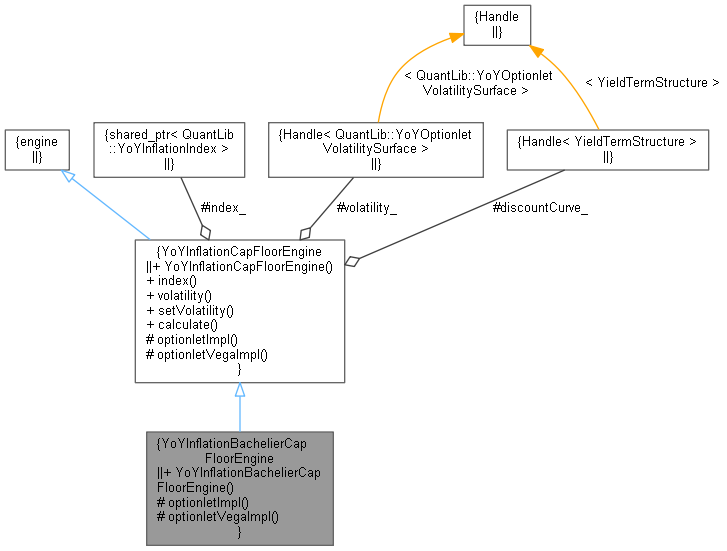 {Handle
||}
< QuantLib::YoYOptionlet
VolatilitySurface >
< YieldTermStructure >
{engine
||}
{shared_ptr< QuantLib
::YoYInflationIndex >
||}
{Handle< QuantLib::YoYOptionlet
VolatilitySurface >
||}
{Handle< YieldTermStructure >
||}
#index_
#volatility_
#discountCurve_
{YoYInflationCapFloorEngine
||+ YoYInflationCapFloorEngine()
+ index()
+ volatility()
+ setVolatility()
+ calculate()
# optionletImpl()
# optionletVegaImpl()
}
{YoYInflationBachelierCap
FloorEngine
||+ YoYInflationBachelierCap
FloorEngine()
# optionletImpl()
# optionletVegaImpl()
}